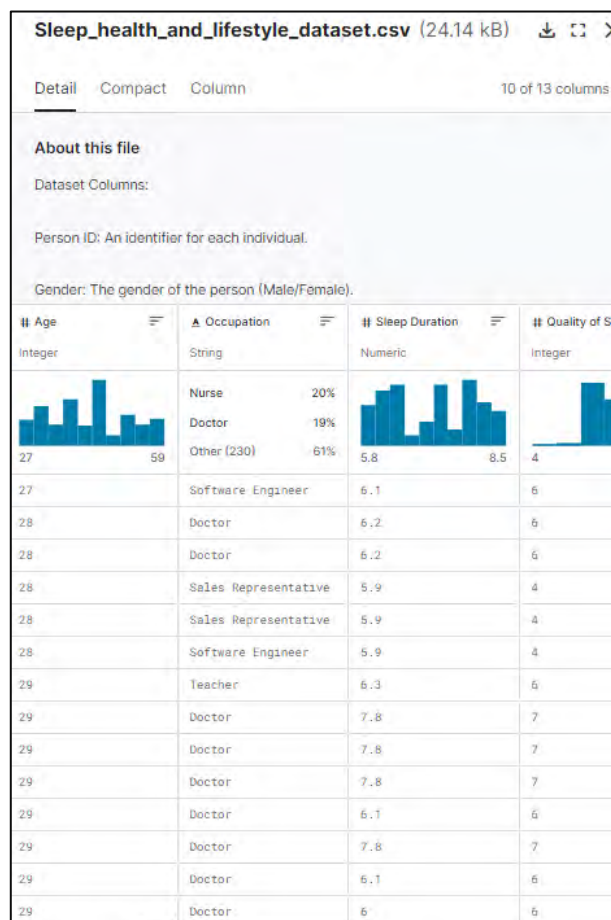 Sleep_health_and_lifestyle_dataset.csv (24.14 kB)
Detail Compact Column 10 of 13 columns
About this file
Dataset Columns:
Person ID: An identifier for each individual.
Gender: The gender of the person (Male/Female).
# Age A Occupation # Sleep Duration # Quality of S
Integer String Numeric Integer
Nurse 20%
Doctor 19%
Other (230) 61%
27 59 5.8 8.5 4
27 Software Engineer 6.1 6
28 Doctor 6.2 6
28 Doctor 6.2 6
28 Sales Representative 5.9 4
28 Sales Representative 5.9 4
28 Software Engineer 5.9 4
29 Teacher 6.3 6
29 Doctor 7.8 7
29 Doctor 7.8 7
29 Doctor 7.8 7
29 Doctor 6.1 6
29 Doctor 7.8 7
29 Doctor 6.1 6
29 Doctor 6 6